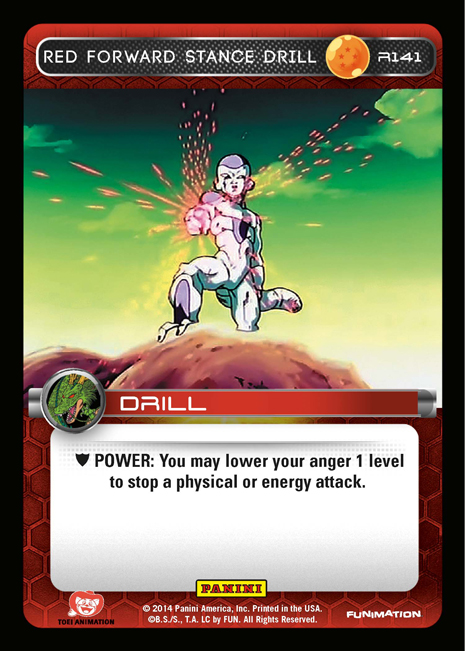 RED FORWARD STANCE DRILL R141
DRILL
POWER: You may lower your anger 1 level
to stop a physical or energy attack.
PANINI
© 2014 Panini America, Inc. Printed in the USA.
©B.S./S., T.A. LC by FUN. All Rights Reserved.
TOEI ANIMATION
FUNIMATION